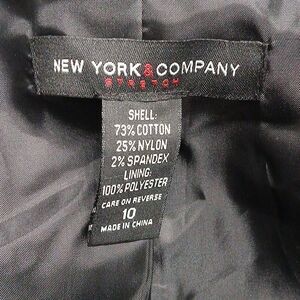 NEW YORK & COMPANY
STRETCH
SHELL:
73% COTTON
25% NYLON
2% SPANDEX
LINING:
100% POLYESTER
CARE ON REVERSE
10
MADE IN CHINA